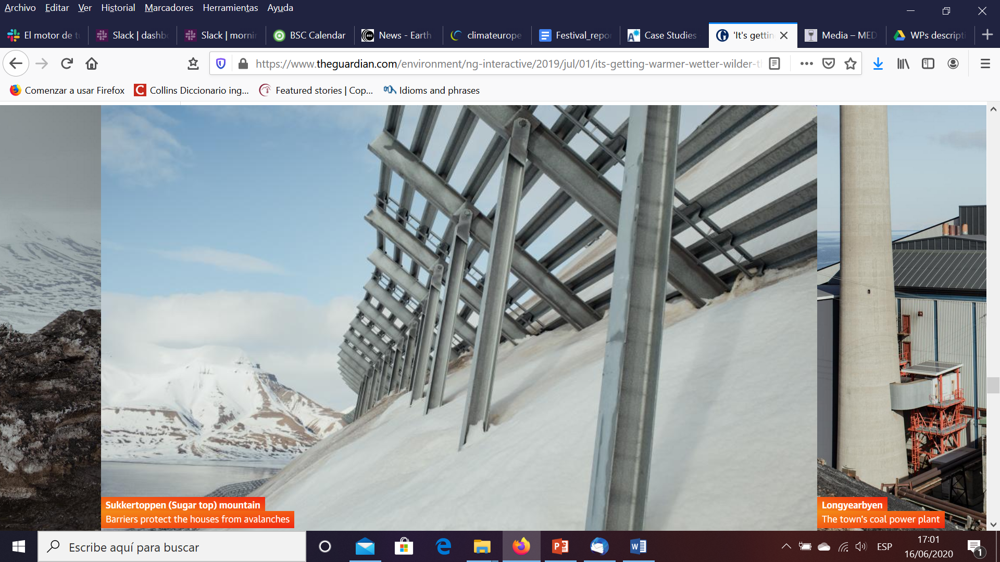 Archivo Editar Ver Historial Marcadores Herramientas Ayuda
El motor de tu Slack | dashb Slack | mornin BSC Calendar News - Earth climateurope Festival_repor Case Studies 'It's gettin Media – MED WPs descripti
https://www.theguardian.com/environment/ng-interactive/2019/jul/01/its-getting-warmer-wetter-wilder-t
Comenzar a usar Firefox Collins Diccionario ing... Featured stories | Cop... Idioms and phrases
Sukkertoppen (Sugar top) mountain
Barriers protect the houses from avalanches
Longyearbyen
The town's coal power plant
Escribe aquí para buscar
ESP
17:01
16/06/2020
1